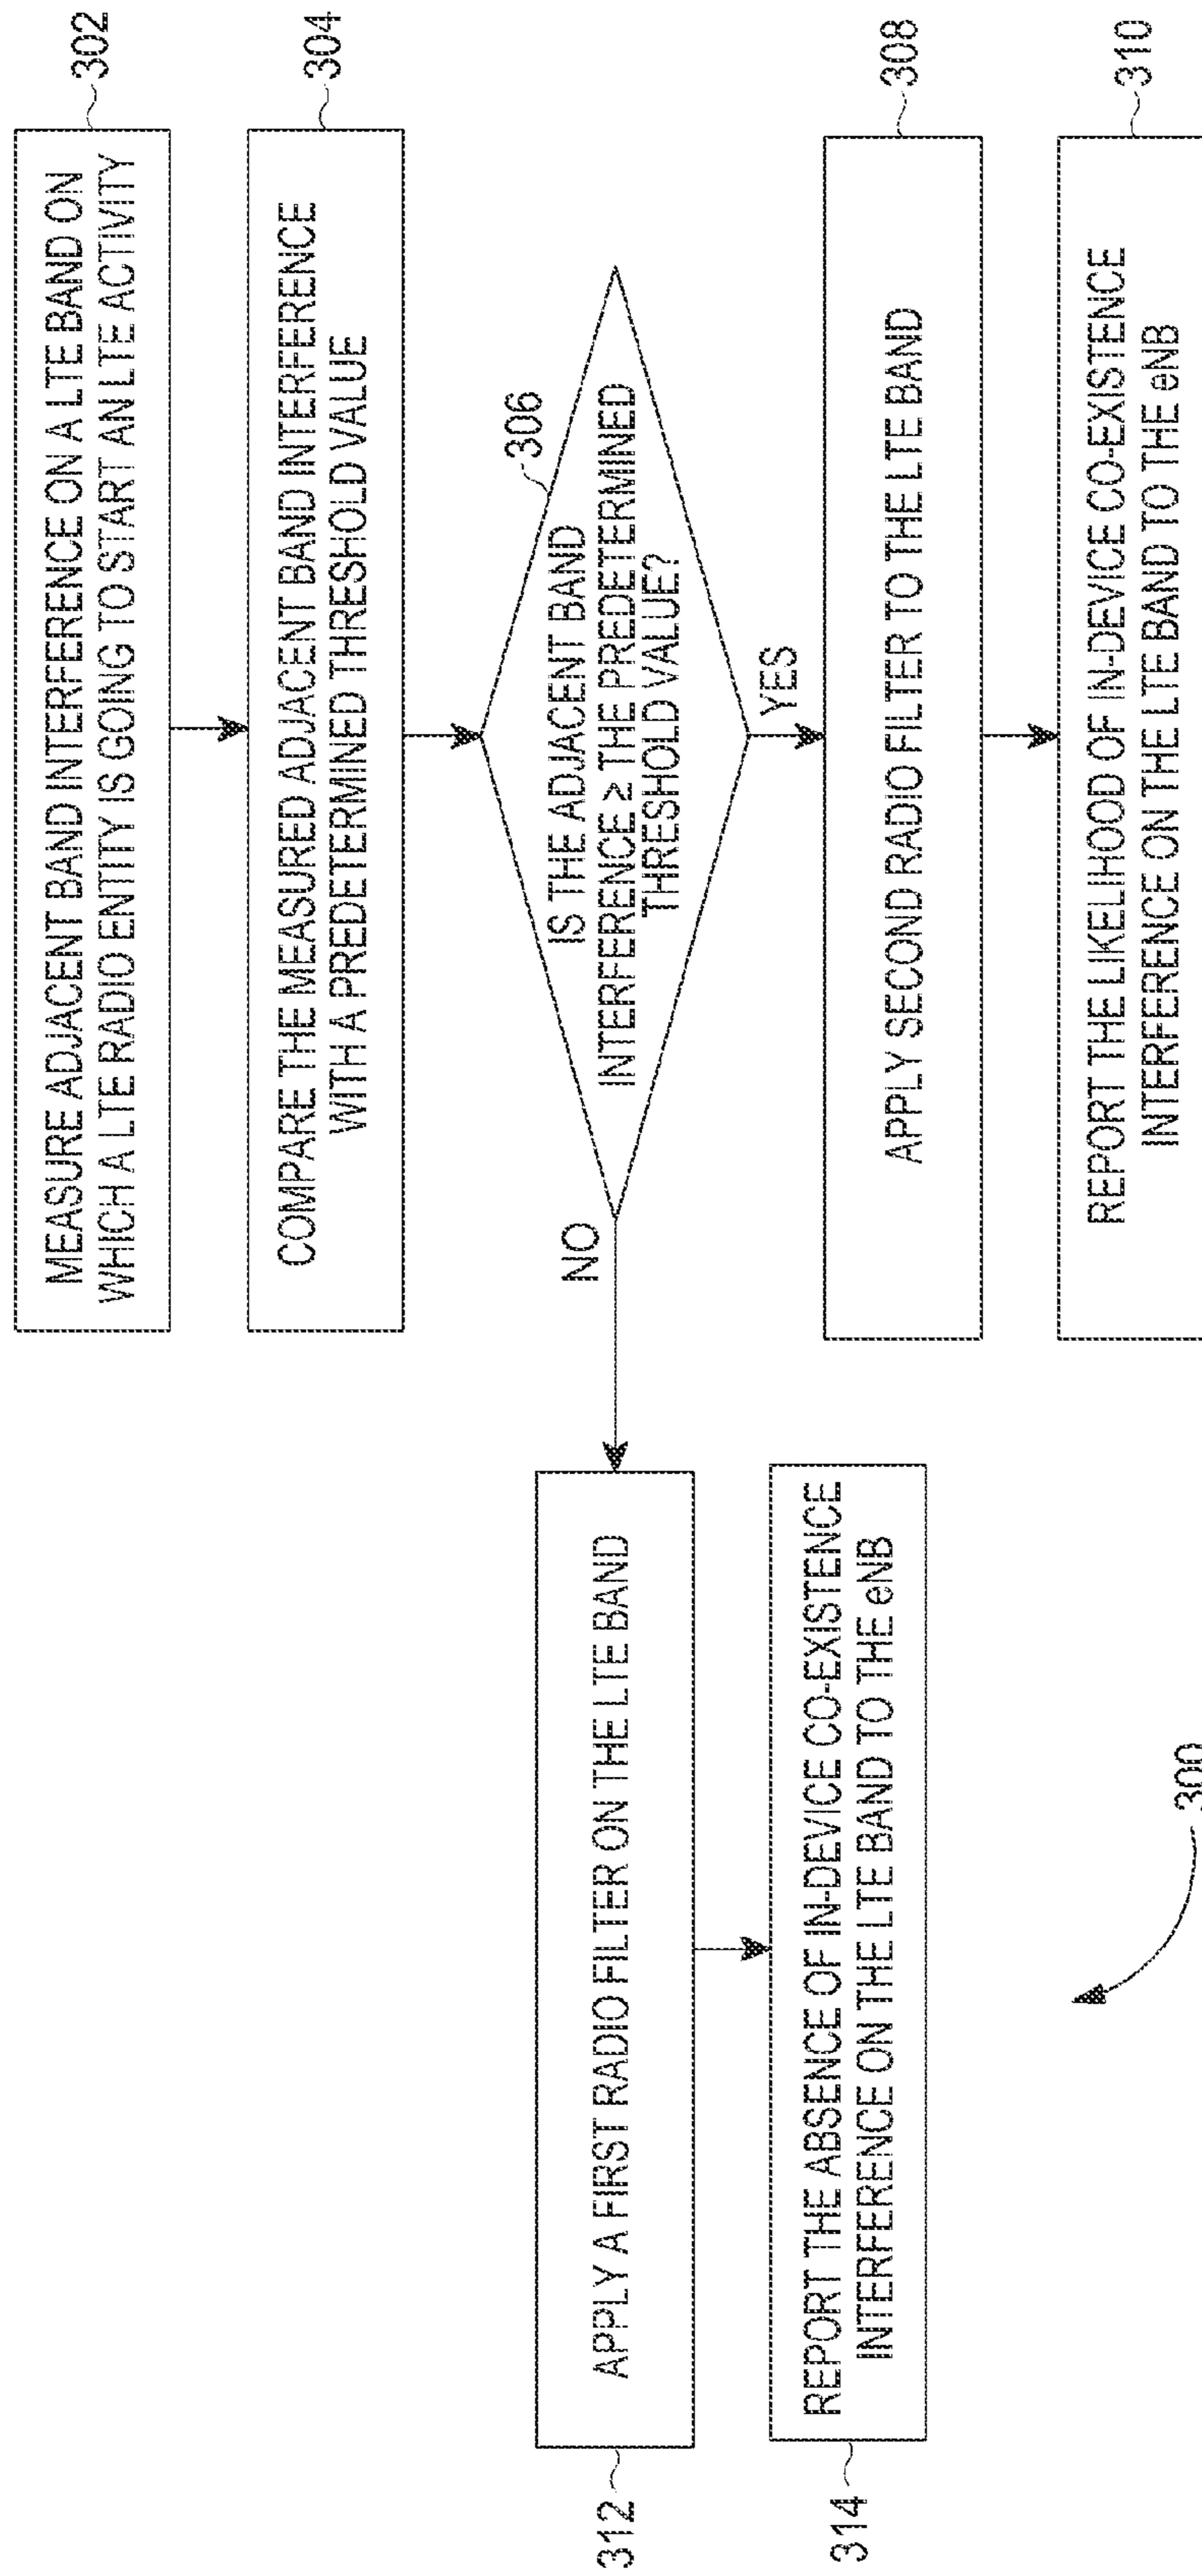 302
MEASURE ADJACENT BAND INTERFERENCE ON A LTE BAND ON
WHICH A LTE RADIO ENTITY IS GOING TO START AN LTE ACTIVITY
304
COMPARE THE MEASURED ADJACENT BAND INTERFERENCE
WITH A PREDETERMINED THRESHOLD VALUE
306
IS THE ADJACENT BAND
INTERFERENCE ≥ THE PREDETERMINED
THRESHOLD VALUE?
NO
YES
308
APPLY SECOND RADIO FILTER TO THE LTE BAND
310
REPORT THE LIKELIHOOD OF IN-DEVICE CO-EXISTENCE
INTERFERENCE ON THE LTE BAND TO THE eNB
312
APPLY A FIRST RADIO FILTER ON THE LTE BAND
314
REPORT THE ABSENCE OF IN-DEVICE CO-EXISTENCE
INTERFERENCE ON THE LTE BAND TO THE eNB
300